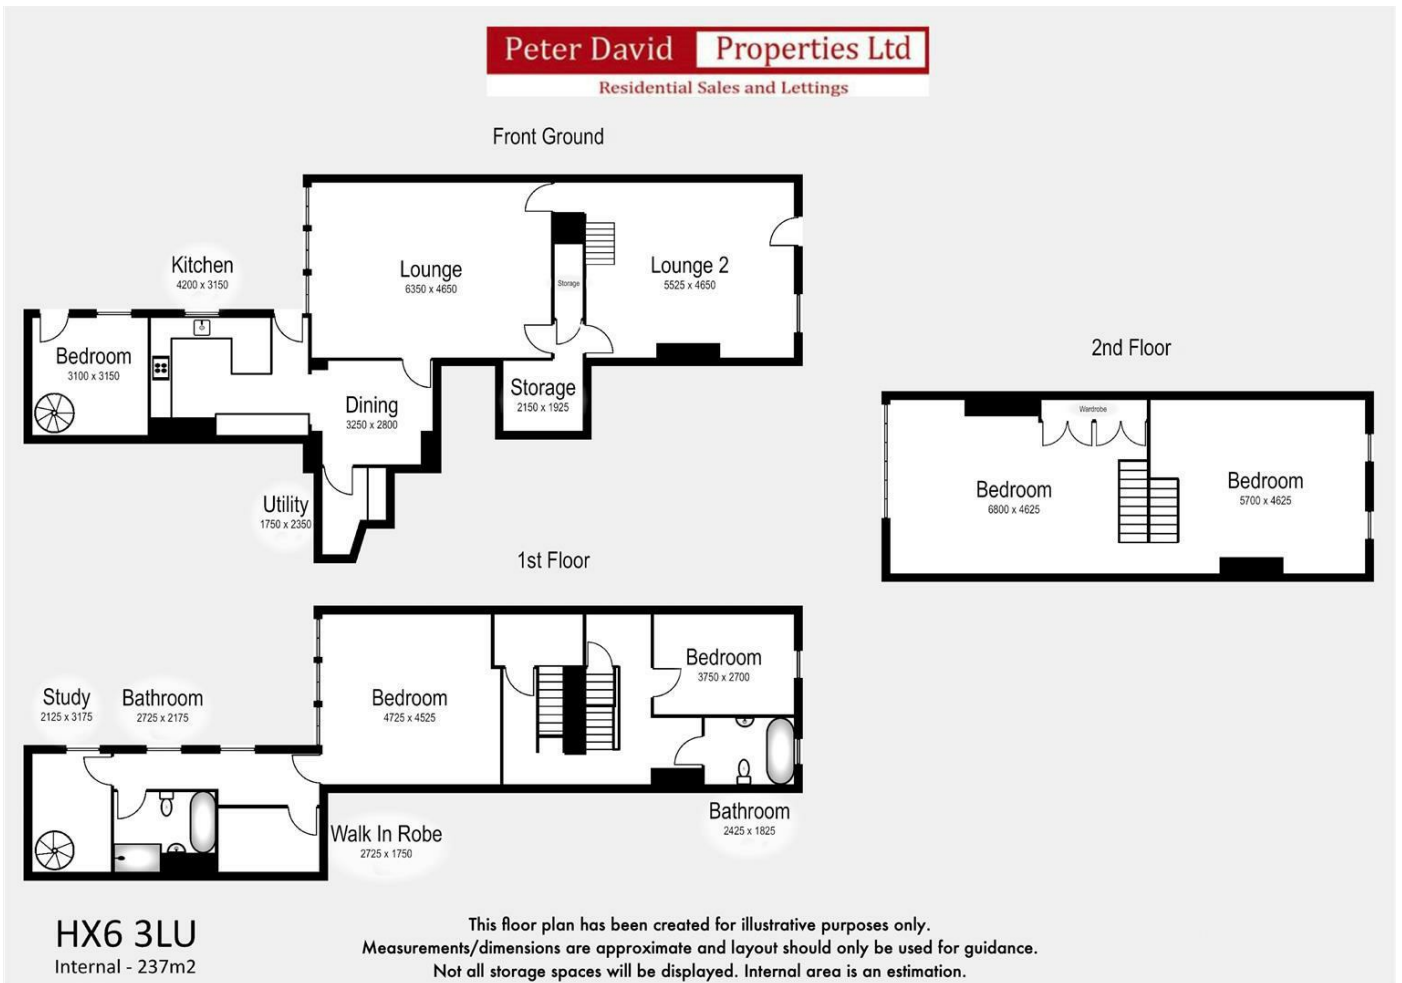 Peter David Properties Ltd
Residential Sales and Lettings
Front Ground
Kitchen
4200 x 3150
Lounge
6350 x 4650
Storage
Lounge 2
5525 x 4650
Bedroom
3100 x 3150
Dining
3250 x 2800
Storage
2150 x 1925
Utility
1750 x 2350
2nd Floor
Wardrobe
Bedroom
6800 x 4625
Bedroom
5700 x 4625
1st Floor
Study
2125 x 3175
Bathroom
2725 x 2175
Bedroom
4725 x 4525
Bedroom
3750 x 2700
Bathroom
2425 x 1825
Walk In Robe
2725 x 1750
HX6 3LU
Internal - 237m2
This floor plan has been created for illustrative purposes only.
Measurements/dimensions are approximate and layout should only be used for guidance.
Not all storage spaces will be displayed. Internal area is an estimation.